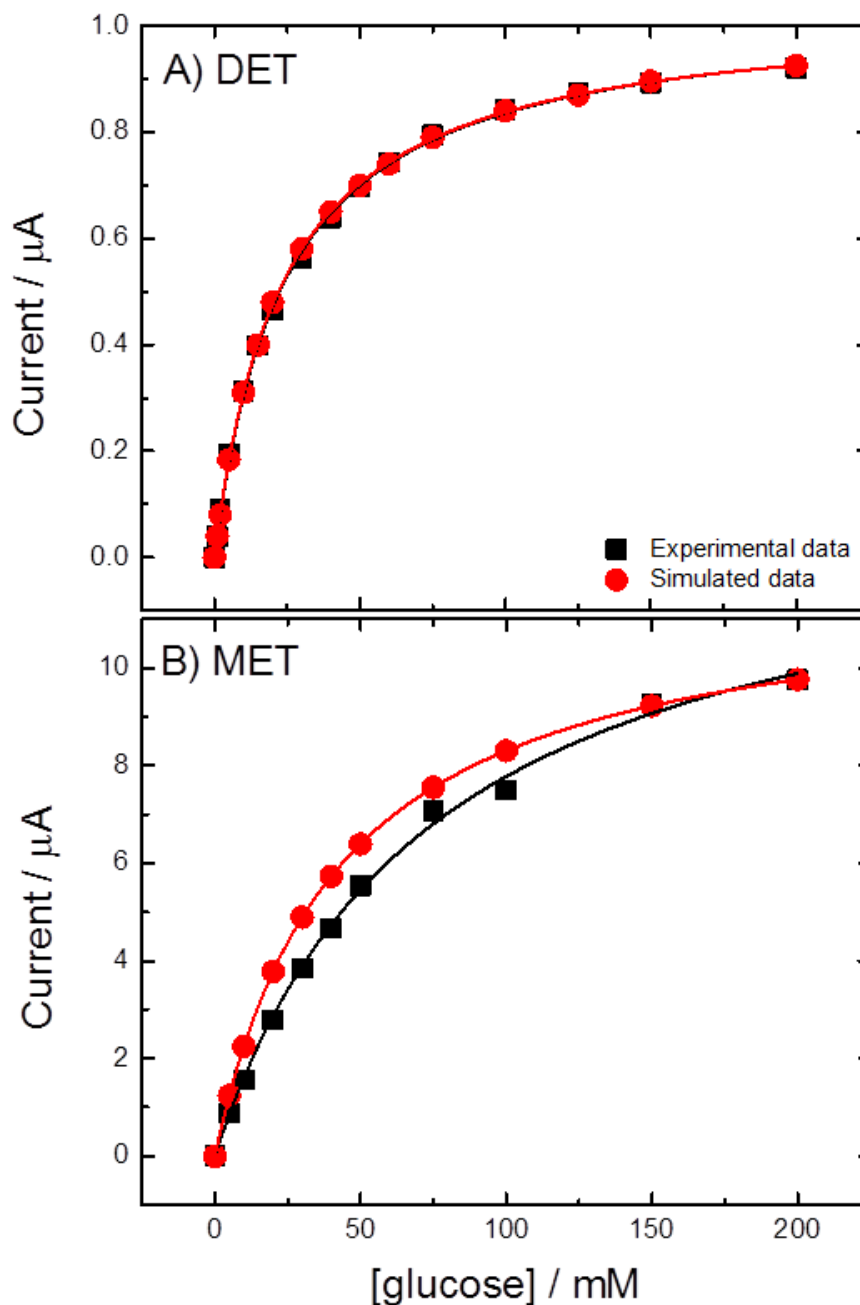 A) DET
1.0
0.8
0.6
0.4
0.2
0.0
Current / μA
Experimental data
Simulated data
B) MET
10
8
6
4
2
0
Current / μA
0 50 100 150 200
[glucose] / mM